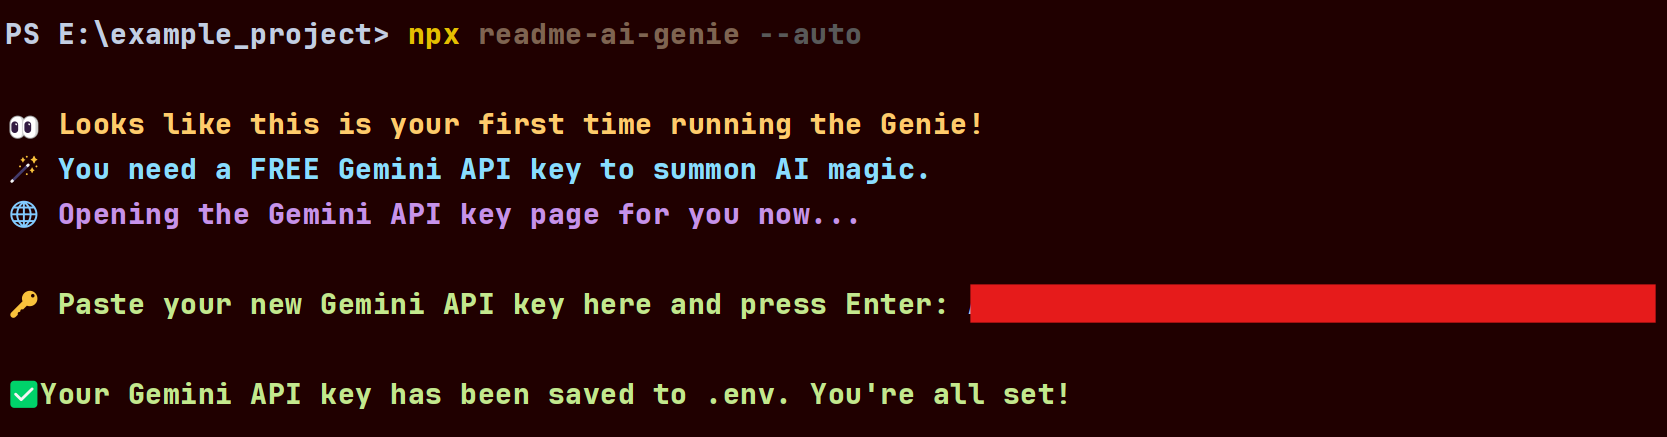 PS E:\example_project> npx readme-ai-genie --auto
👀 Looks like this is your first time running the Genie!
🪄 You need a FREE Gemini API key to summon AI magic.
🌐 Opening the Gemini API key page for you now...
🔑 Paste your new Gemini API key here and press Enter:
✅Your Gemini API key has been saved to .env. You're all set!